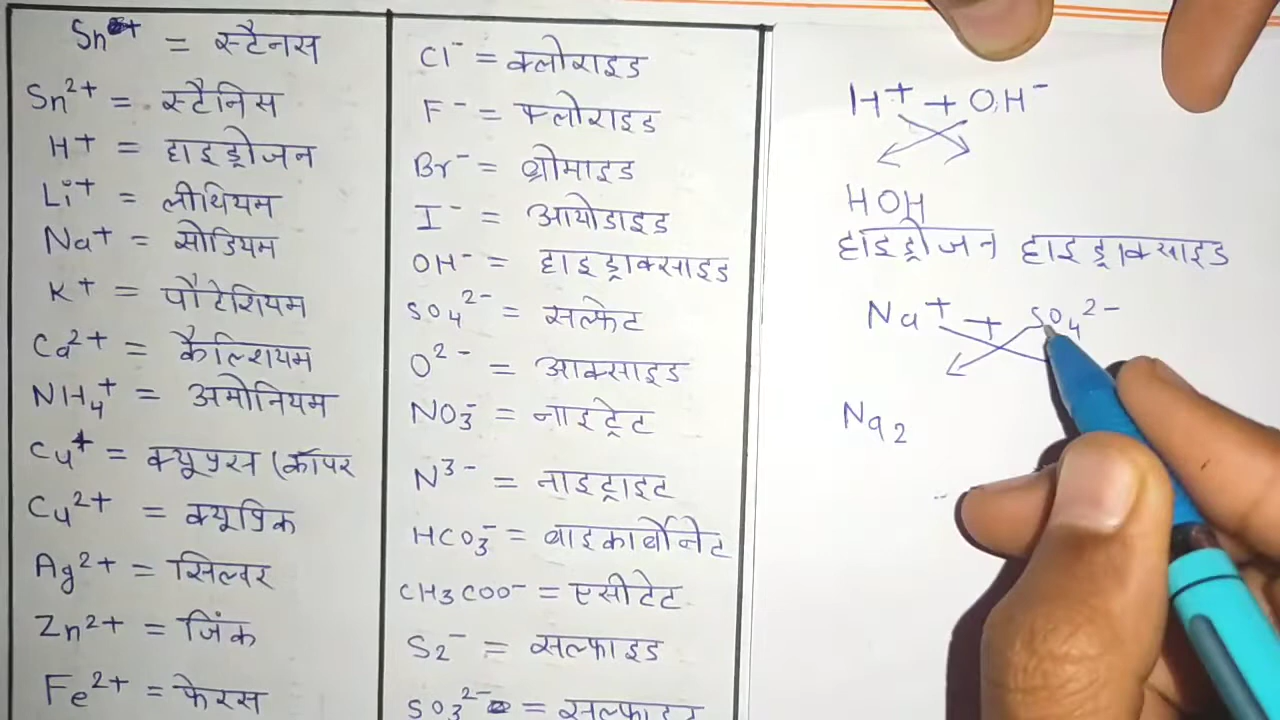 Sn⁺ = स्टैनस
Sn²⁺ = स्टैनिस
H⁺ = हाइड्रोजन
Li⁺ = लीथियम
Na⁺ = सोडियम
K⁺ = पौटेशियम
Ca²⁺ = कैल्शियम
NH₄⁺ = अमोनियम
Cu⁺ = क्यूप्रस (कॉपर
Cu²⁺ = क्यूप्रिक
Ag²⁺ = सिल्वर
Zn²⁺ = जिंक
Fe²⁺ = फेरस
Cl⁻ = क्लोराइड
F⁻ = फ्लोराइड
Br⁻ = ब्रोमाइड
I⁻ = आयोडाइड
OH⁻ = हाइड्राक्साइड
SO₄²⁻ = सल्फेट
O²⁻ = आक्साइड
NO₃⁻ = नाइट्रेट
N³⁻ = नाइट्राइट
HCO₃⁻ = बाइकार्बोनेट
CH₃COO⁻ = एसीटेट
S₂⁻ = सल्फाइड
SO₃²⁻ = सल्फाइट
H⁺ + OH⁻
HOH
हाइड्रोजन हाइड्राक्साइड
Na⁺ + SO₄²⁻
Na₂